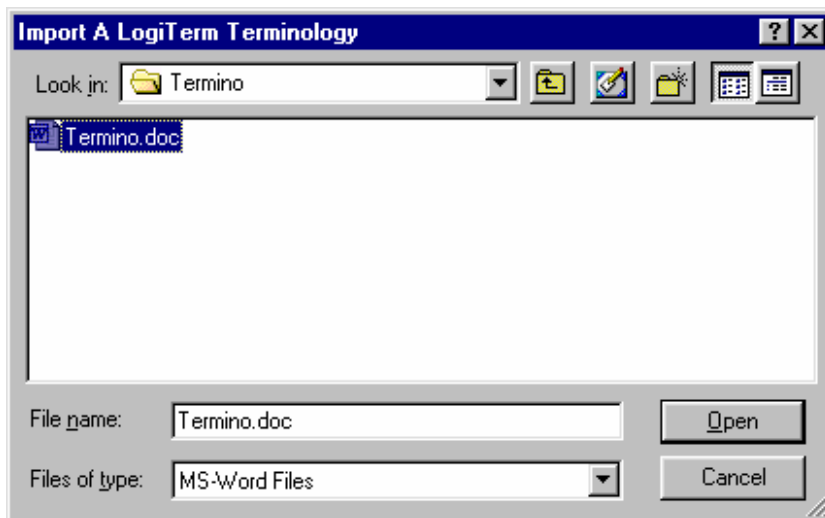 Import A LogiTerm Terminology
Look in: Termino
Termino.doc
File name: Termino.doc Open
Files of type: MS-Word Files Cancel